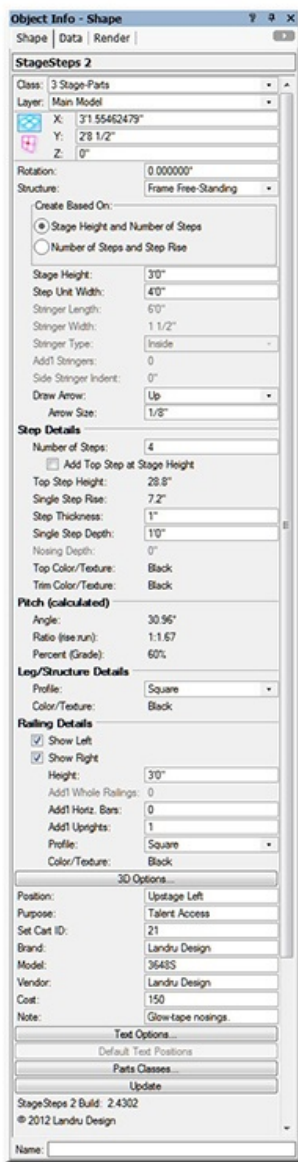 Object Info - Shape
Shape Data Render
StageSteps 2
Class: 3 Stage-Parts
Layer: Main Model
X: 3'1.55462479"
Y: 2'8 1/2"
Z: 0"
Rotation: 0.000000°
Structure: Frame Free-Standing
Create Based On:
Stage Height and Number of Steps
Number of Steps and Step Rise
Stage Height: 3'0"
Step Unit Width: 4'0"
Stringer Length: 6'0"
Stringer Width: 1 1/2"
Stringer Type: Inside
Add'l Stringers: 0
Side Stringer Indent: 0"
Draw Arrow: Up
Arrow Size: 1/8"
Step Details
Number of Steps: 4
Add Top Step at Stage Height
Top Step Height: 28.8"
Single Step Rise: 7.2"
Step Thickness: 1"
Single Step Depth: 1'0"
Nosing Depth: 0"
Top Color/Texture: Black
Trim Color/Texture: Black
Pitch (calculated)
Angle: 30.96°
Ratio (rise:run): 1:1.67
Percent (Grade): 60%
Leg/Structure Details
Profile: Square
Color/Texture: Black
Railing Details
Show Left
Show Right
Height: 3'0"
Add'l Whole Railings: 0
Add'l Horiz. Bars: 0
Add'l Uprights: 1
Profile: Square
Color/Texture: Black
3D Options...
Position: Upstage Left
Purpose: Talent Access
Set Cart ID: 21
Brand: Landru Design
Model: 3648S
Vendor: Landru Design
Cost: 150
Note: Glow-tape nosings.
Text Options...
Default Text Positions
Parts Classes...
Update
StageSteps 2 Build: 2.4302
© 2012 Landru Design
Name: